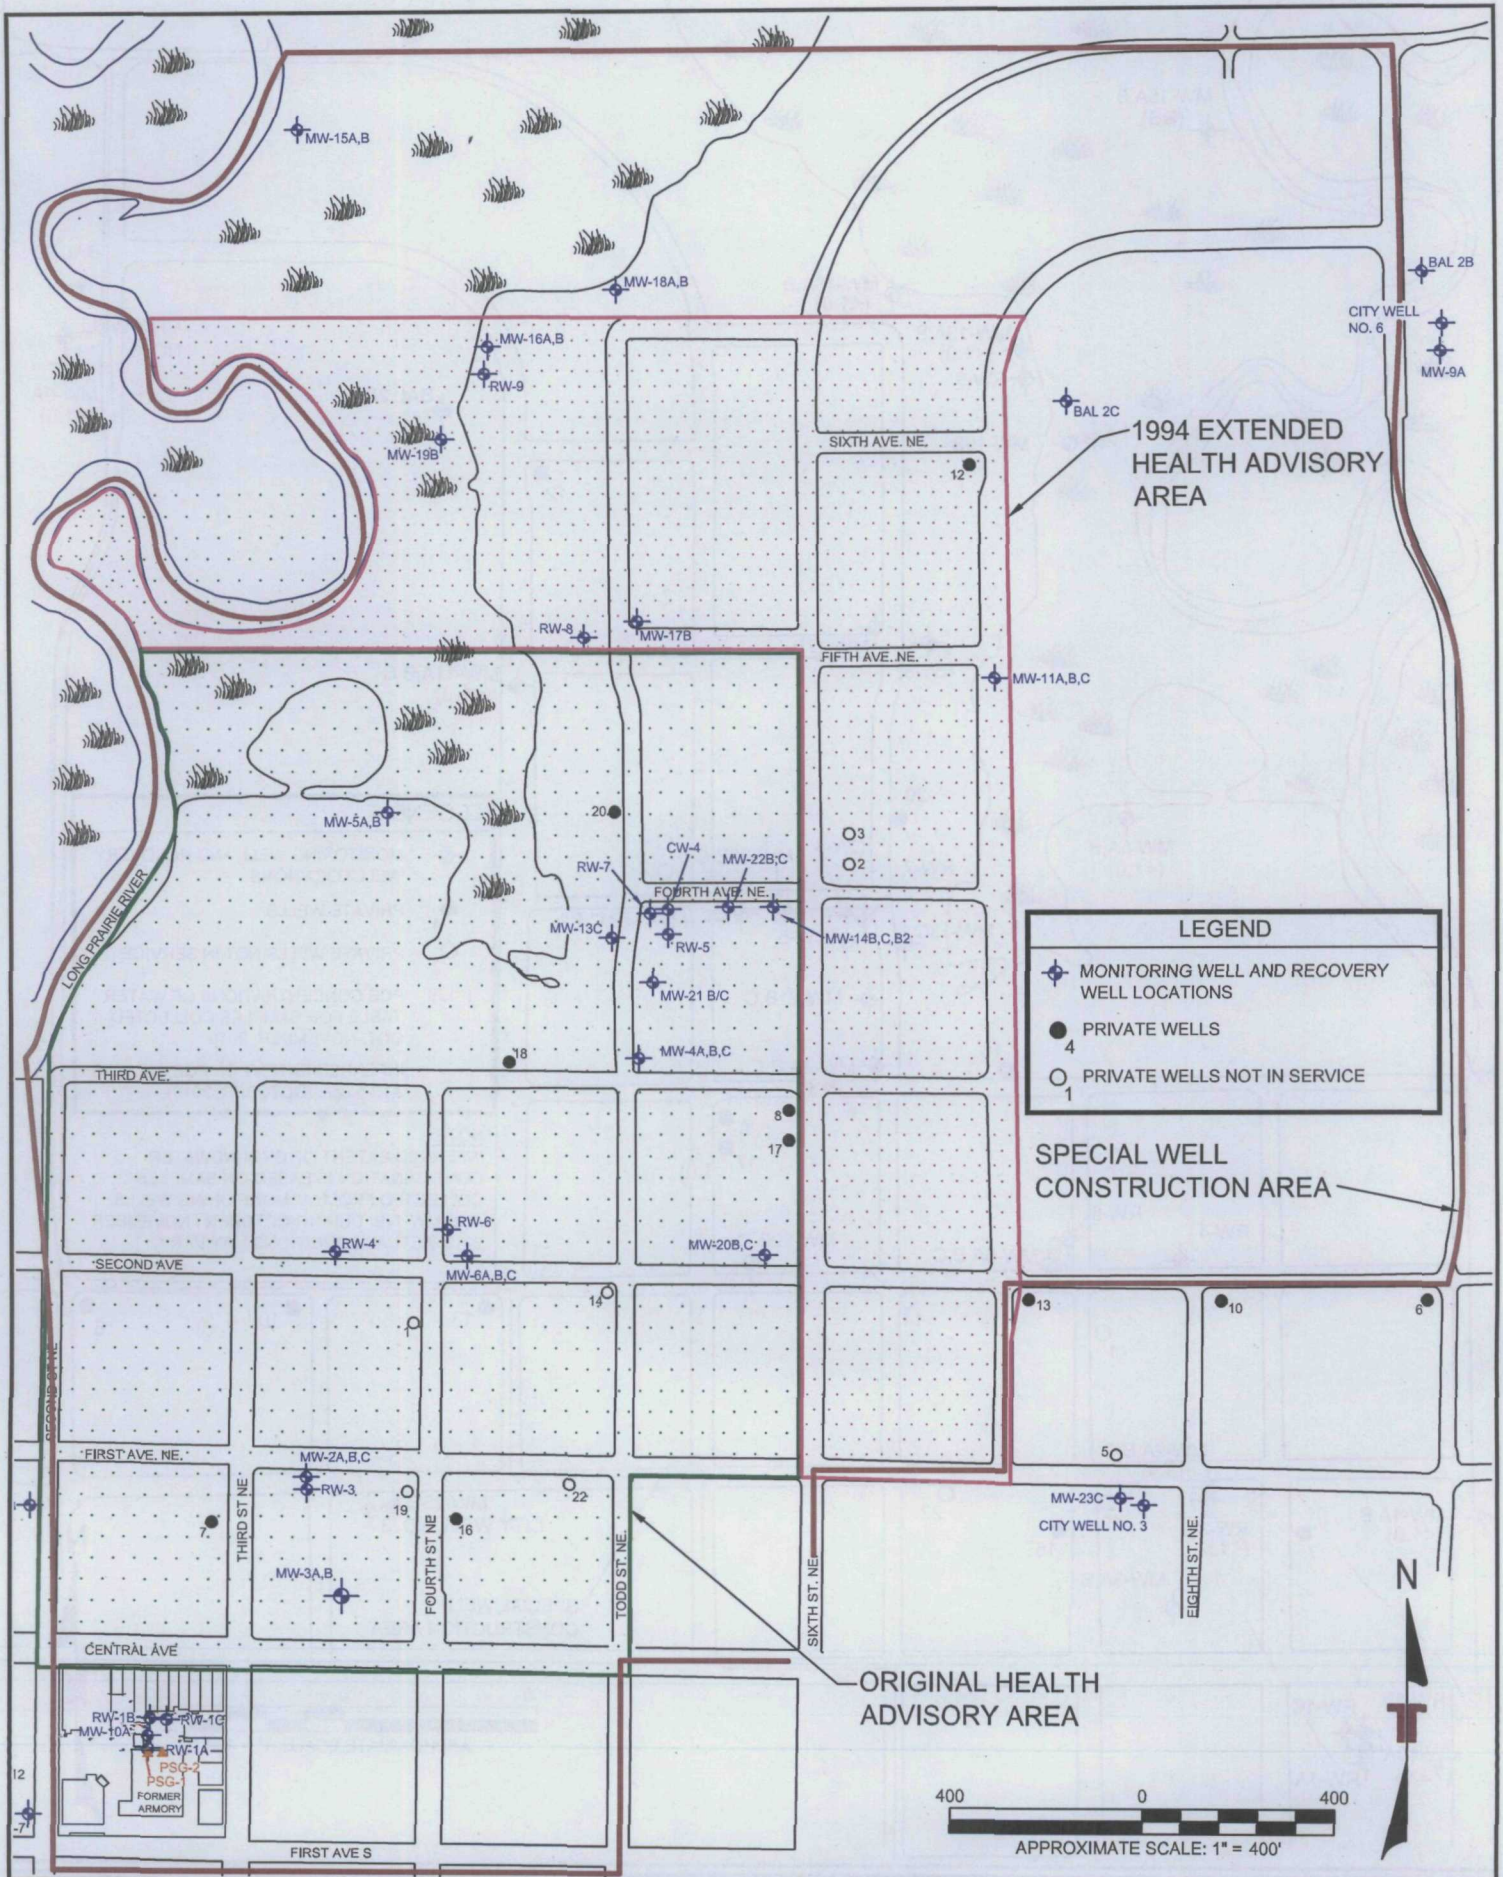 MW-15A,B
BAL 2B
MW-18A,B
CITY WELL
NO. 6
MW-16A,B
MW-9A
RW-9
BAL 2C
1994 EXTENDED
HEALTH ADVISORY
AREA
SIXTH AVE. NE.
MW-19B
12
RW-8
MW-17B
FIFTH AVE. NE.
MW-11A,B,C
20
MW-5A,B
3
CW-4
MW-22B,C
2
RW-7
FOURTH AVE. NE.
LONG PRAIRIE RIVER
MW-13C
RW-5
MW-14B,C,B2
MW-21 B/C
LEGEND
MONITORING WELL AND RECOVERY
WELL LOCATIONS
PRIVATE WELLS
4
PRIVATE WELLS NOT IN SERVICE
1
18
MW-4A,B,C
THIRD AVE.
8
17
SPECIAL WELL
CONSTRUCTION AREA
RW-6
RW-4
MW-20B,C
SECOND AVE
MW-6A,B,C
14
13
10
6
1
SECOND ST NE
FIRST AVE. NE.
MW-2A,B,C
RW-3
5
19
22
MW-23C
CITY WELL NO. 3
7
THIRD ST NE
16
FOURTH ST NE
TODD ST. NE.
SIXTH ST. NE.
EIGHTH ST. NE.
MW-3A,B
N
CENTRAL AVE
ORIGINAL HEALTH
ADVISORY AREA
RW-1B
RW-1C
MW-10A
RW-1A
PSG-2
PSG-1
FORMER
ARMORY
12
-7
FIRST AVE S
400
0
400
APPROXIMATE SCALE: 1" = 400'